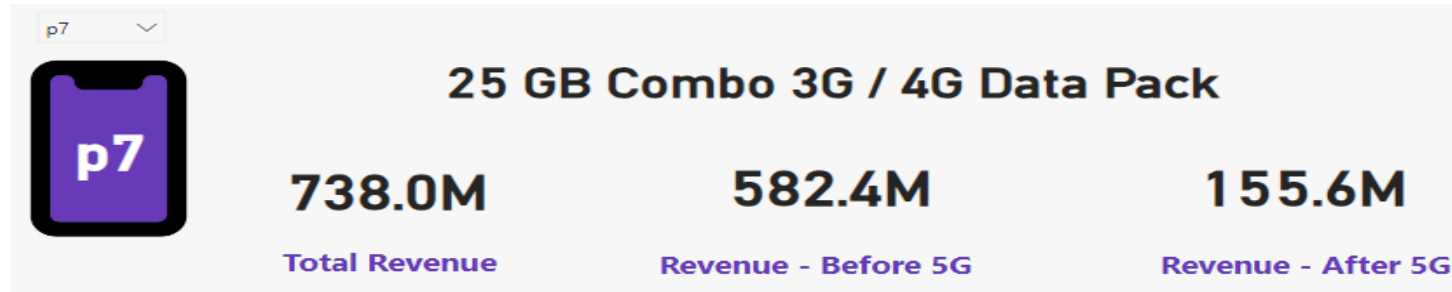 p7
25 GB Combo 3G / 4G Data Pack
p7
738.0M
582.4M
155.6M
Total Revenue
Revenue - Before 5G
Revenue - After 5G